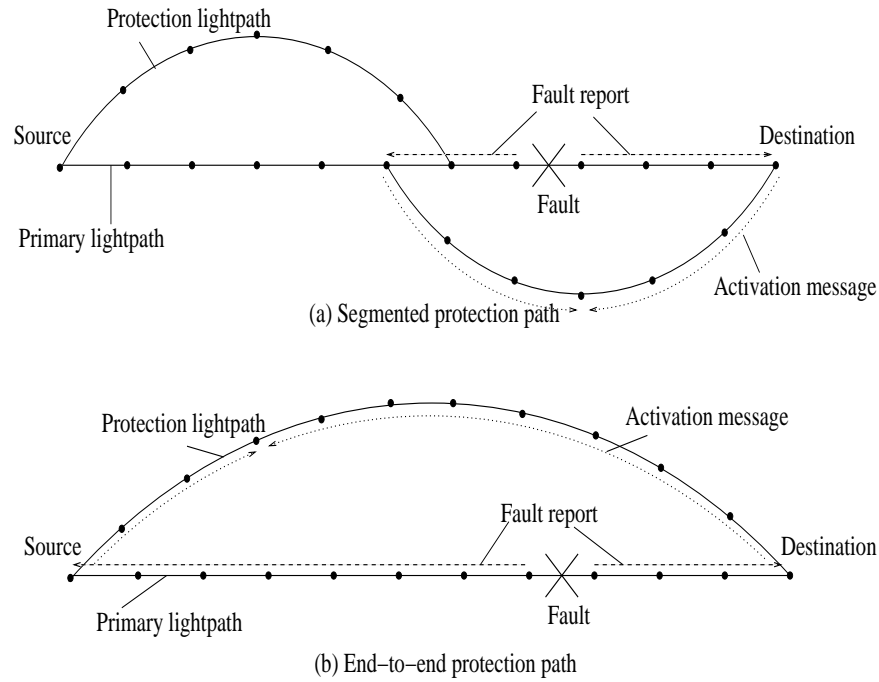 Protection lightpath
Fault report
Source
Destination
Fault
Primary lightpath
Activation message
(a) Segmented protection path
Protection lightpath
Activation message
Fault report
Source
Destination
Primary lightpath
Fault
(b) End−to−end protection path